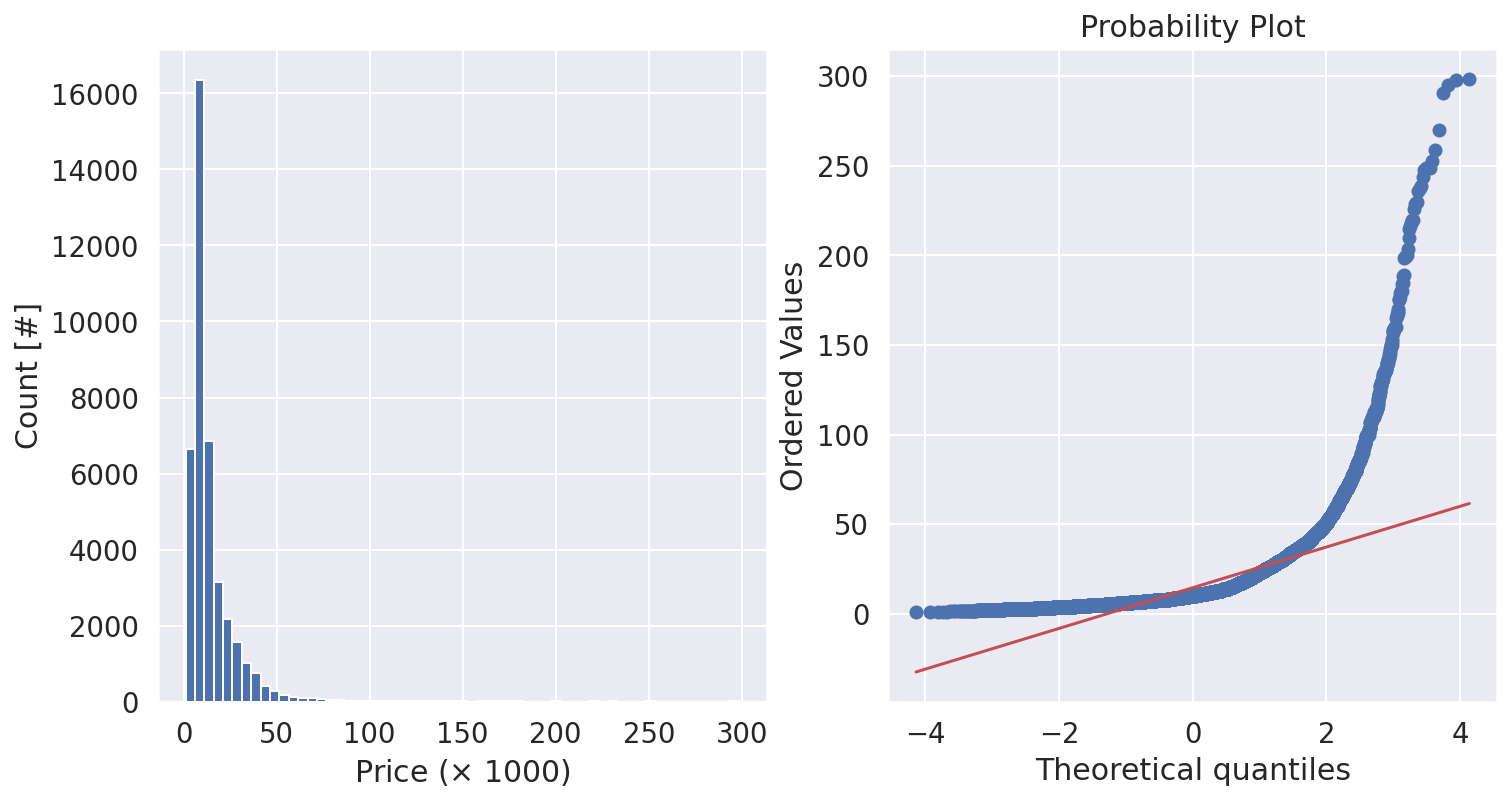 16000
14000
12000
10000
8000
6000
4000
2000
0
Count [#]
0 50 100 150 200 250 300
Price (× 1000)
Probability Plot
300
250
200
150
100
50
0
Ordered Values
−4 −2 0 2 4
Theoretical quantiles